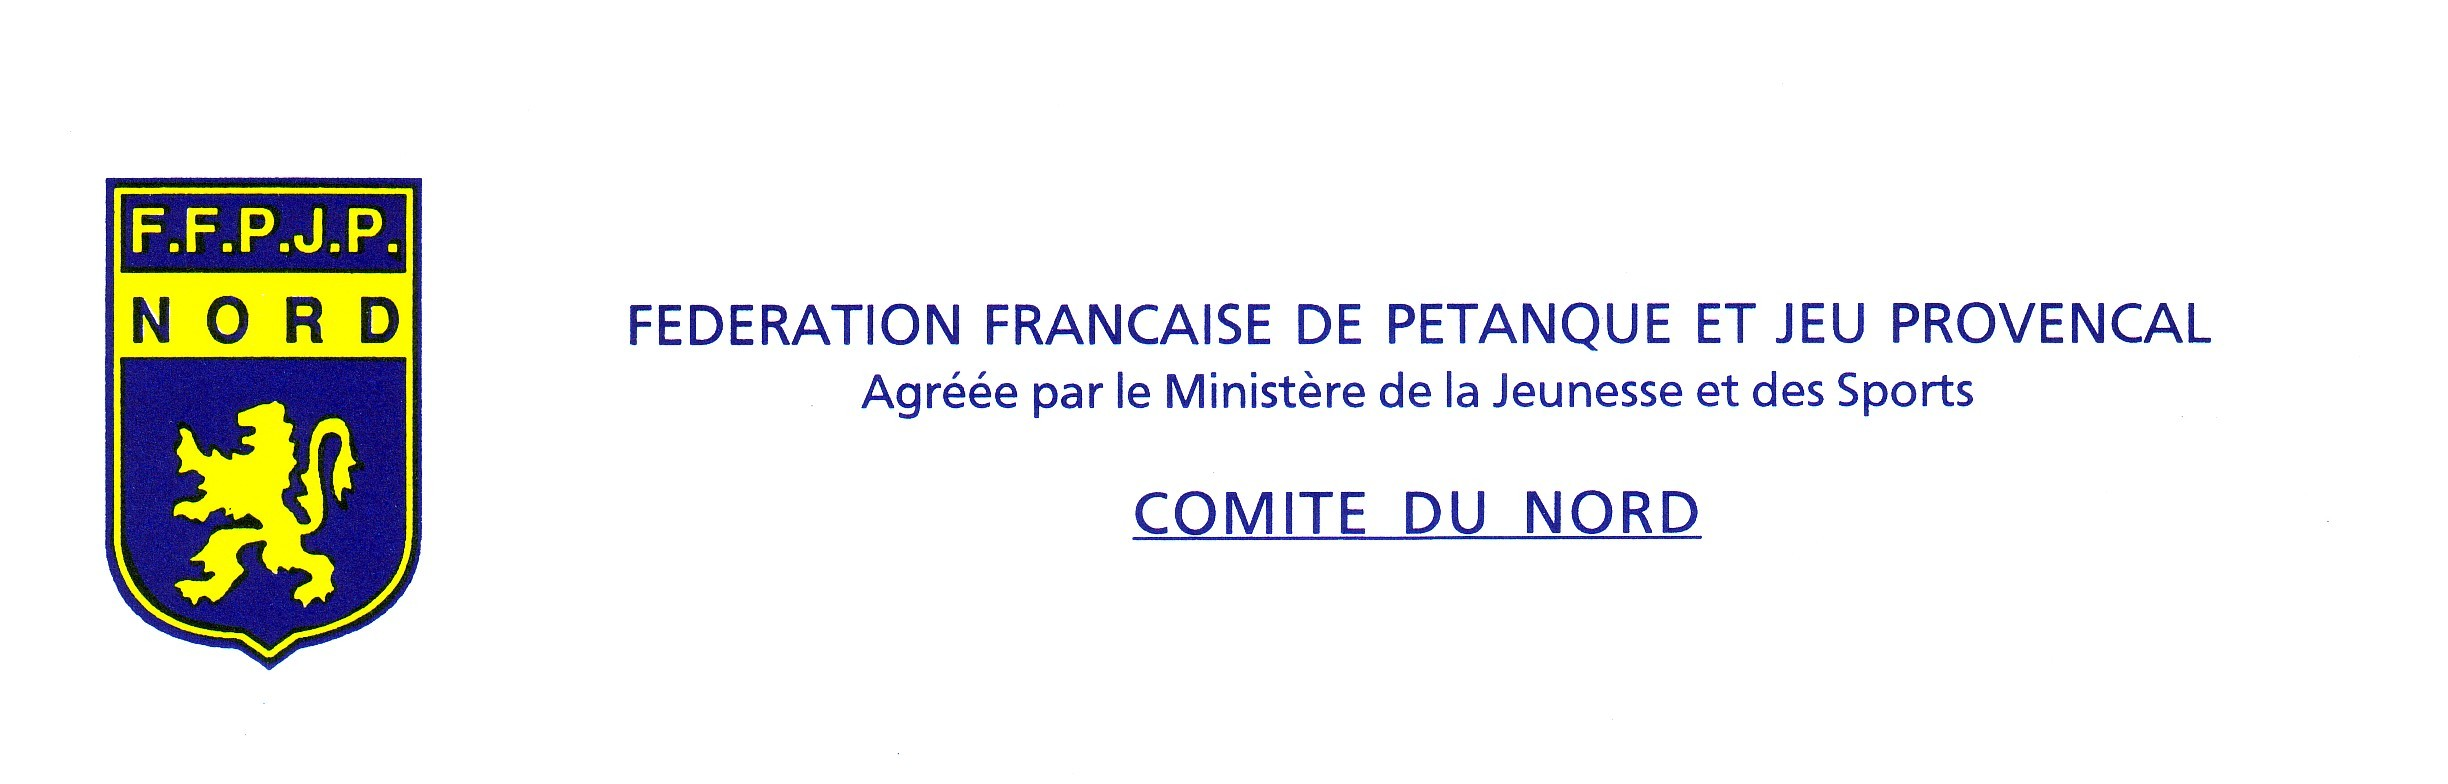 F.F.P.J.P.
NORD
FEDERATION FRANCAISE DE PETANQUE ET JEU PROVENCAL
Agréée par le Ministère de la Jeunesse et des Sports
COMITE DU NORD